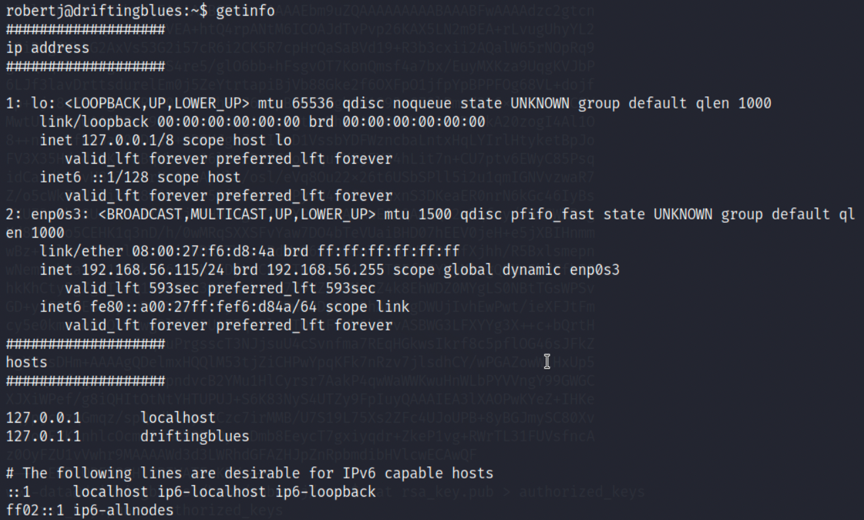 robertj@driftingblues:~$ getinfo
###################
ip address
###################

1: lo: <LOOPBACK,UP,LOWER_UP> mtu 65536 qdisc noqueue state UNKNOWN group default qlen 1000
    link/loopback 00:00:00:00:00:00 brd 00:00:00:00:00:00
    inet 127.0.0.1/8 scope host lo
       valid_lft forever preferred_lft forever
    inet6 ::1/128 scope host
       valid_lft forever preferred_lft forever
2: enp0s3: <BROADCAST,MULTICAST,UP,LOWER_UP> mtu 1500 qdisc pfifo_fast state UNKNOWN group default ql
en 1000
    link/ether 08:00:27:f6:d8:4a brd ff:ff:ff:ff:ff:ff
    inet 192.168.56.115/24 brd 192.168.56.255 scope global dynamic enp0s3
       valid_lft 593sec preferred_lft 593sec
    inet6 fe80::a00:27ff:fef6:d84a/64 scope link
       valid_lft forever preferred_lft forever
###################
hosts
###################

127.0.0.1       localhost
127.0.1.1       driftingblues

# The following lines are desirable for IPv6 capable hosts
::1     localhost ip6-localhost ip6-loopback
ff02::1 ip6-allnodes